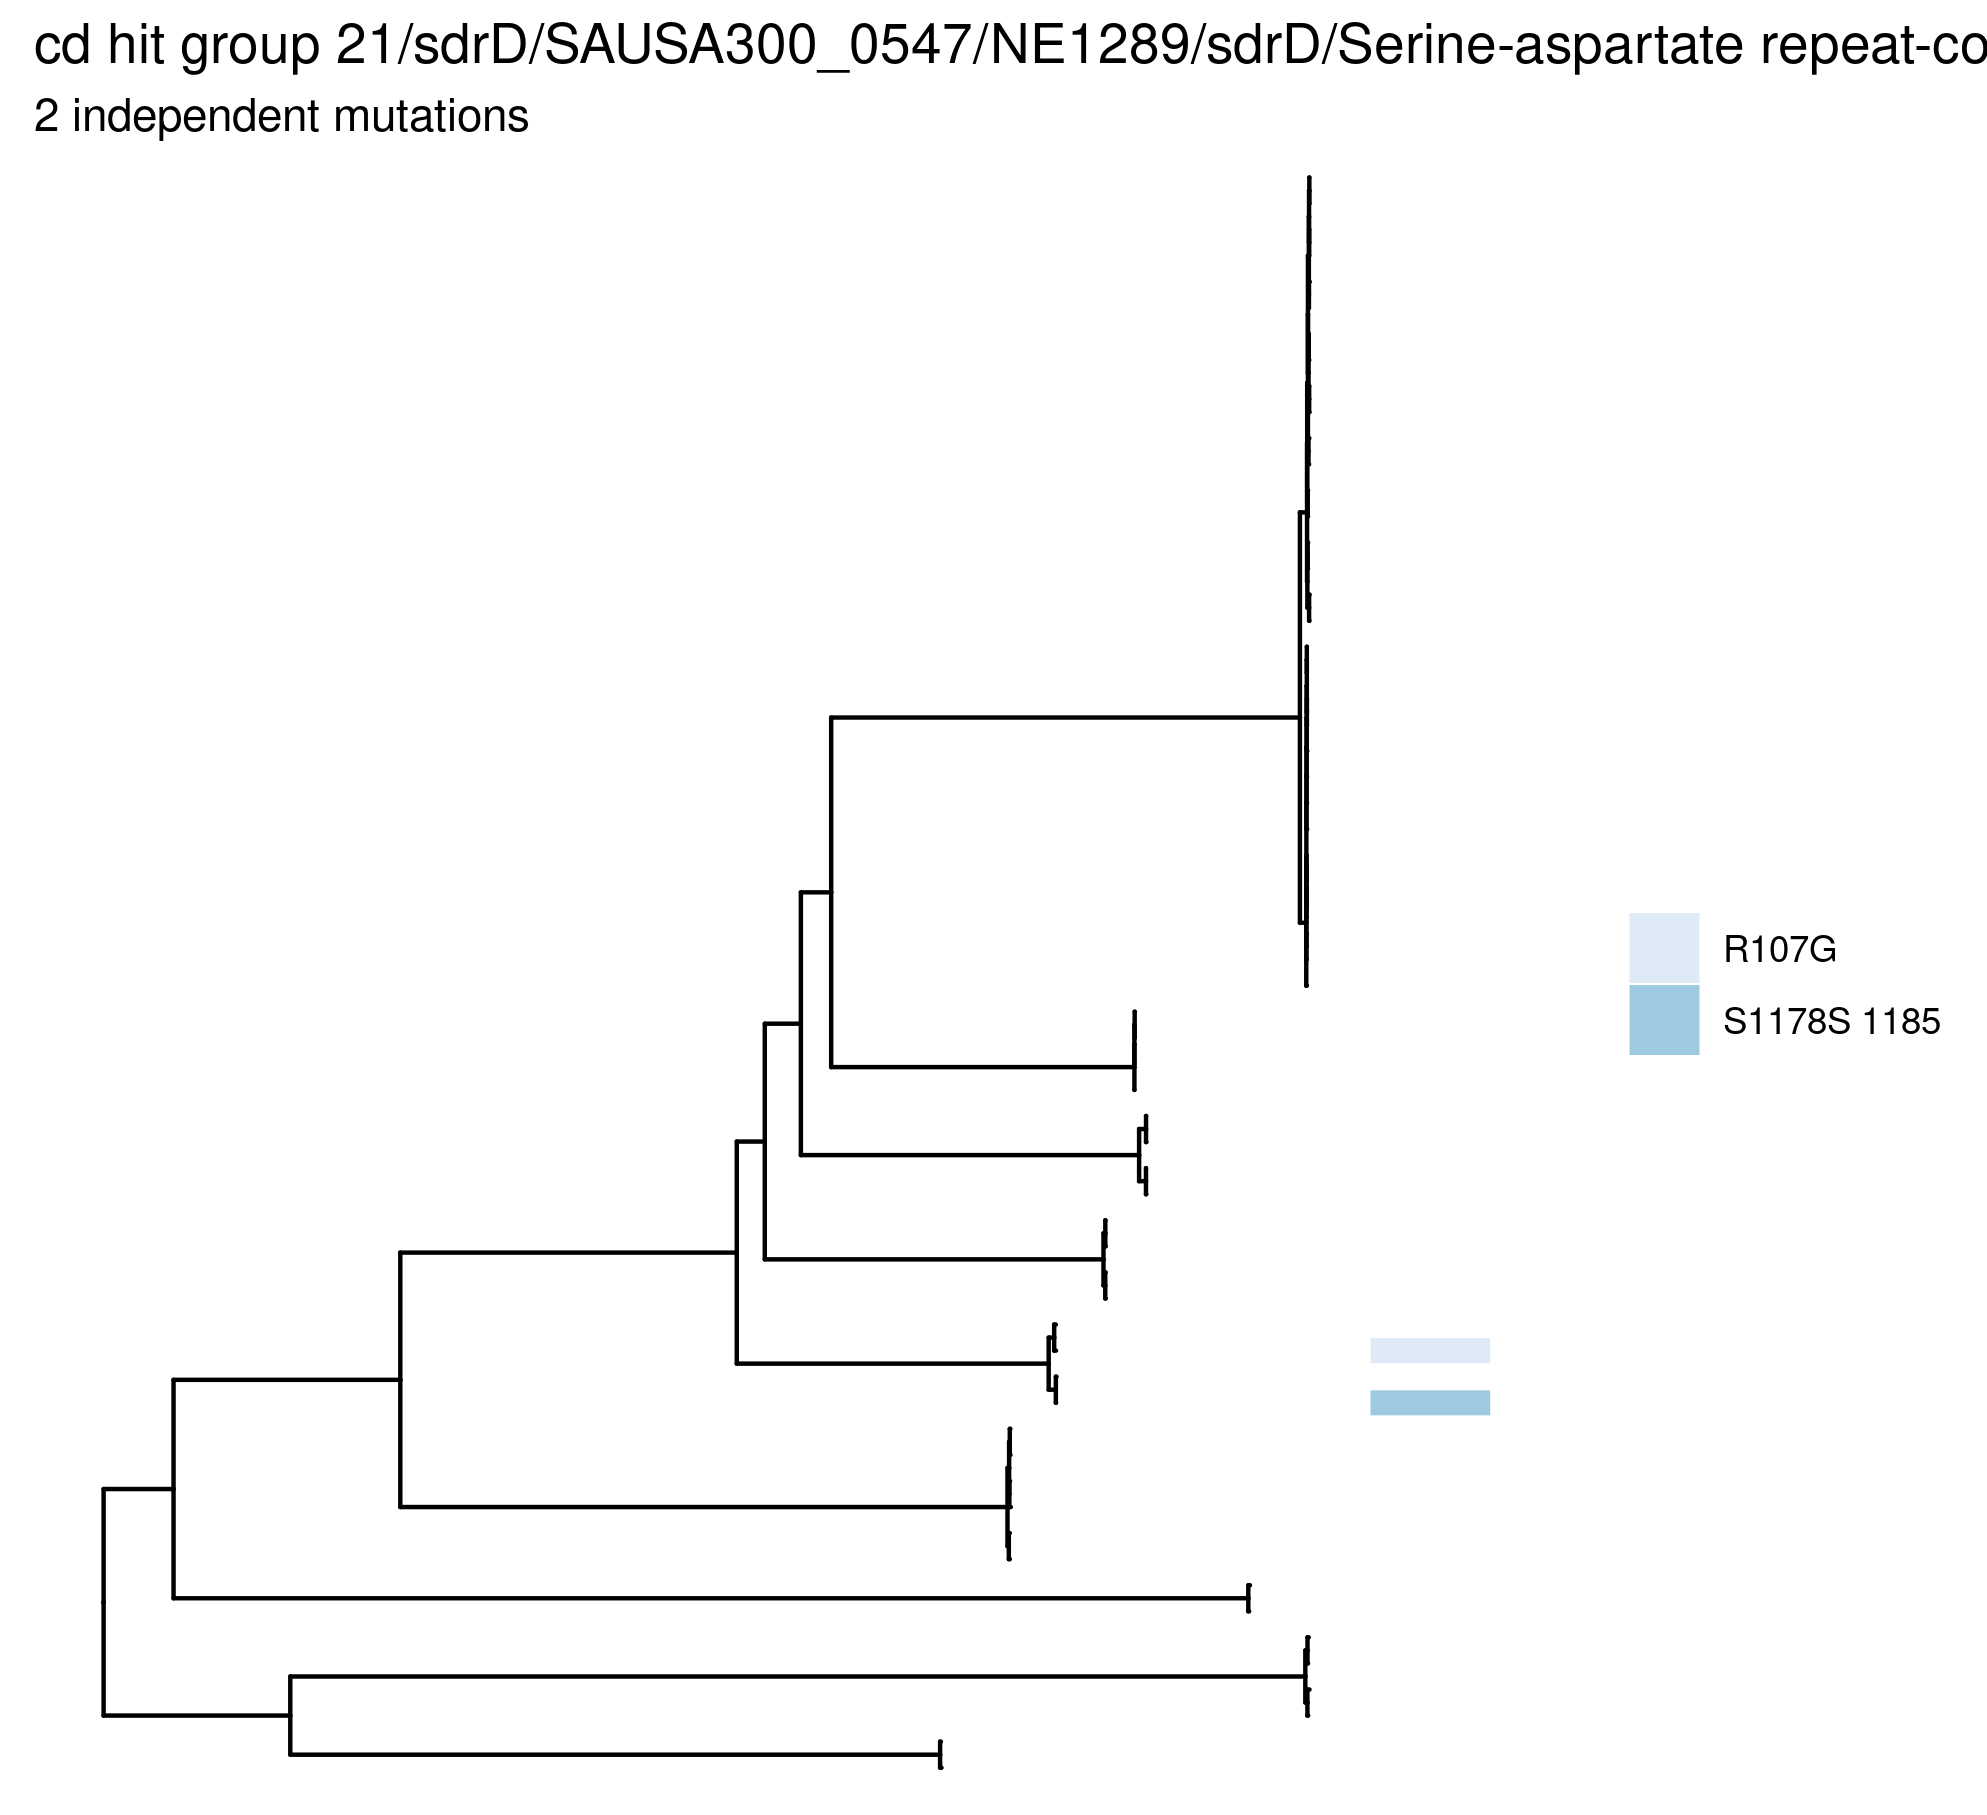 cd hit group 21/sdrD/SAUSA300_0547/NE1289/sdrD/Serine-aspartate repeat-co
2 independent mutations
R107G
S1178S 1185